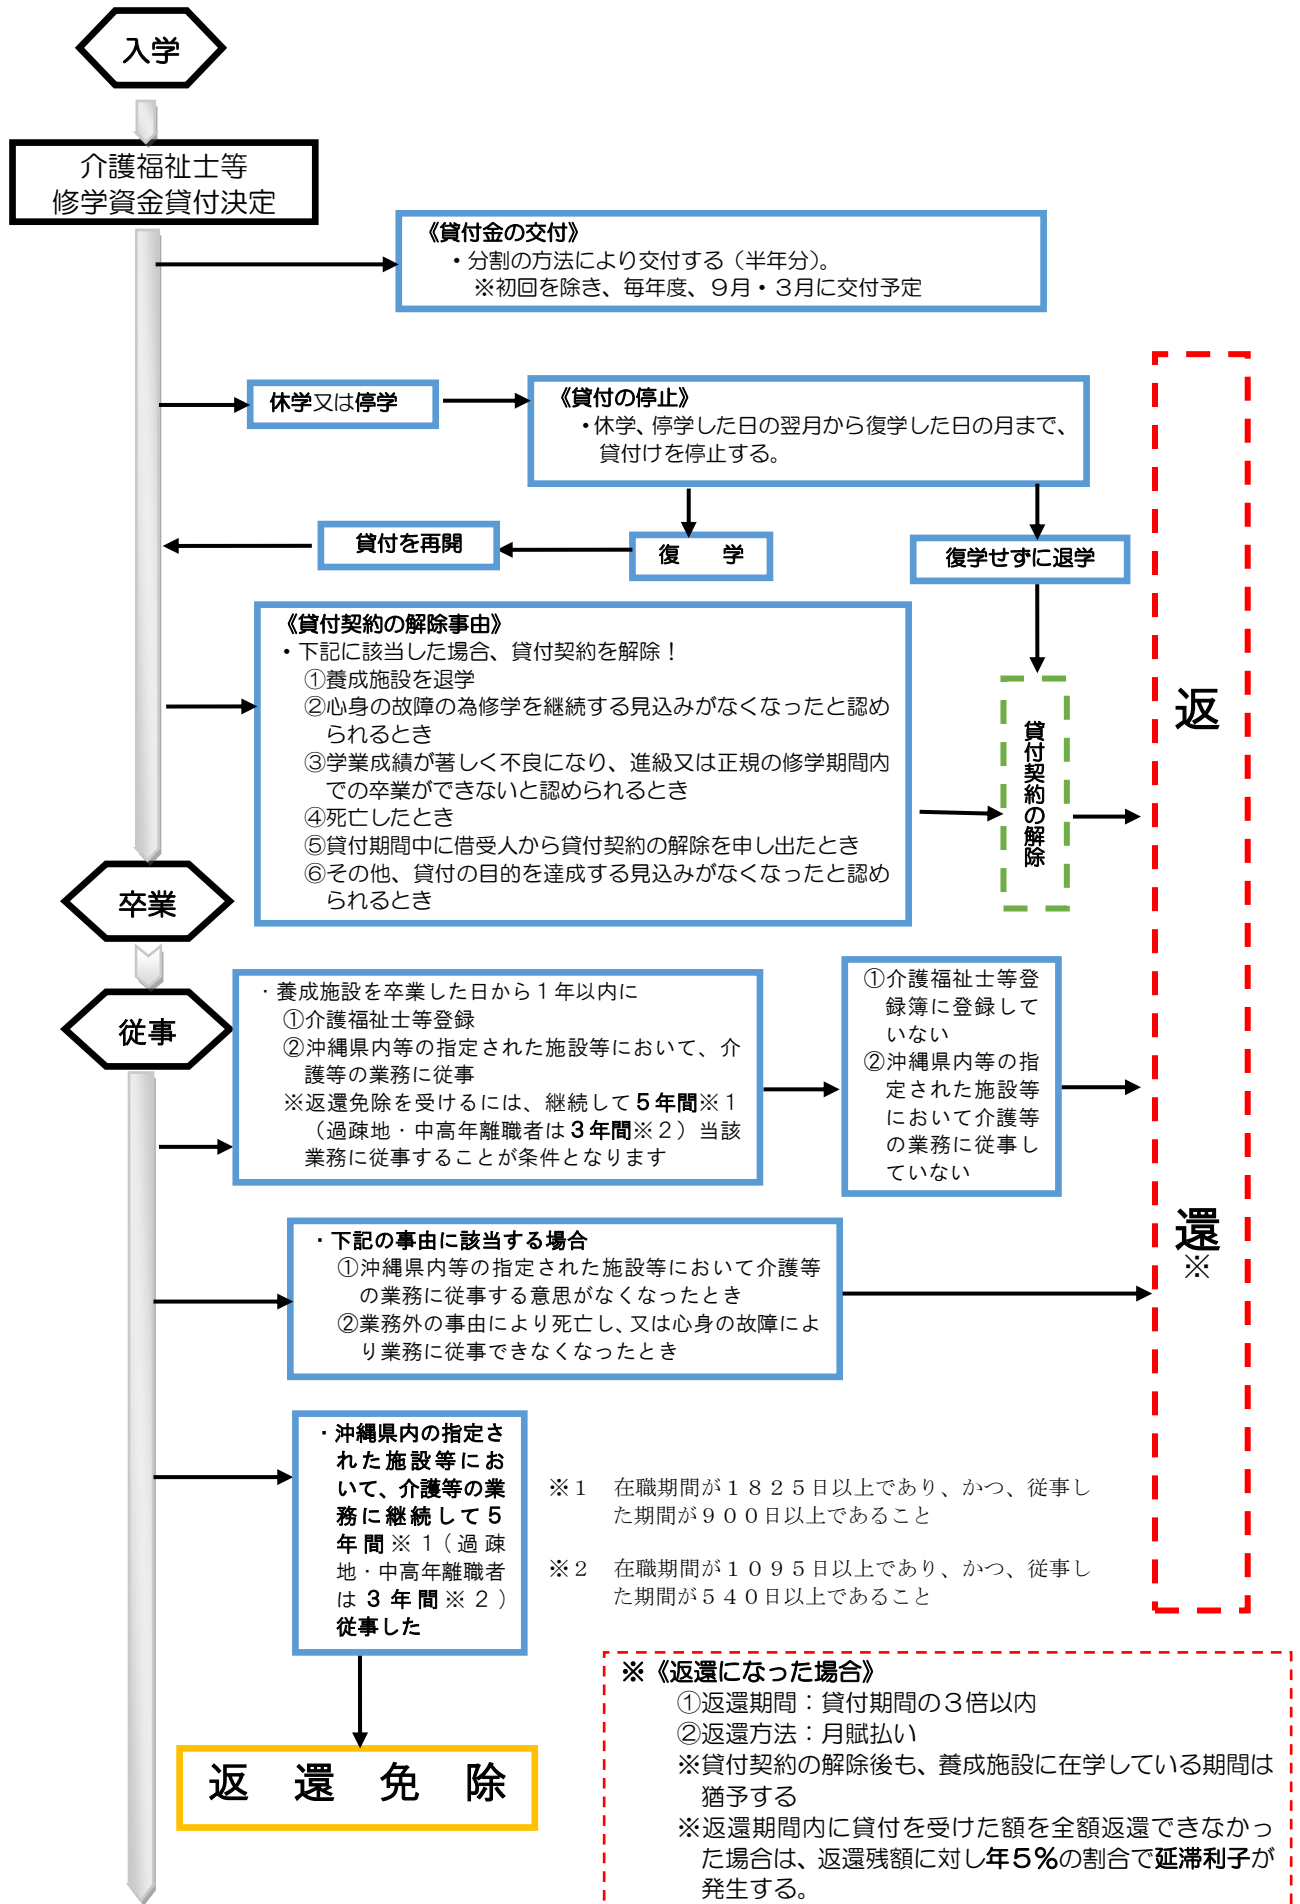 入学
介護福祉士等
修学資金貸付決定
《貸付金の交付》
・分割の方法により交付する（半年分）。
※初回を除き、毎年度、９月・３月に交付予定
休学又は停学
《貸付の停止》
・休学、停学した日の翌月から復学した日の月まで、
貸付けを停止する。
貸付を再開
復　学
復学せずに退学
《貸付契約の解除事由》
・下記に該当した場合、貸付契約を解除！
①養成施設を退学
②心身の故障の為修学を継続する見込みがなくなったと認め
られるとき
③学業成績が著しく不良になり、進級又は正規の修学期間内
での卒業ができないと認められるとき
④死亡したとき
⑤貸付期間中に借受人から貸付契約の解除を申し出たとき
⑥その他、貸付の目的を達成する見込みがなくなったと認め
られるとき
貸付契約の解除
返
還
※
卒業
従事
・養成施設を卒業した日から１年以内に
①介護福祉士等登録
②沖縄県内等の指定された施設等において、介
護等の業務に従事
※返還免除を受けるには、継続して５年間※１
（過疎地・中高年離職者は３年間※２）当該
業務に従事することが条件となります
①介護福祉士等登
録簿に登録して
いない
②沖縄県内等の指
定された施設等
において介護等
の業務に従事し
ていない
・下記の事由に該当する場合
①沖縄県内等の指定された施設等において介護等
の業務に従事する意思がなくなったとき
②業務外の事由により死亡し、又は心身の故障によ
り業務に従事できなくなったとき
・沖縄県内の指定さ
れた施設等にお
いて、介護等の業
務に継続して５
年間※１（過疎
地・中高年離職者
は３年間※２）
従事した
※１　在職期間が１８２５日以上であり、かつ、従事し
た期間が９００日以上であること
※２　在職期間が１０９５日以上であり、かつ、従事し
た期間が５４０日以上であること
返　還　免　除
※《返還になった場合》
①返還期間：貸付期間の３倍以内
②返還方法：月賦払い
※貸付契約の解除後も、養成施設に在学している期間は
猶予する
※返還期間内に貸付を受けた額を全額返還できなかっ
た場合は、返還残額に対し年５％の割合で延滞利子が
発生する。